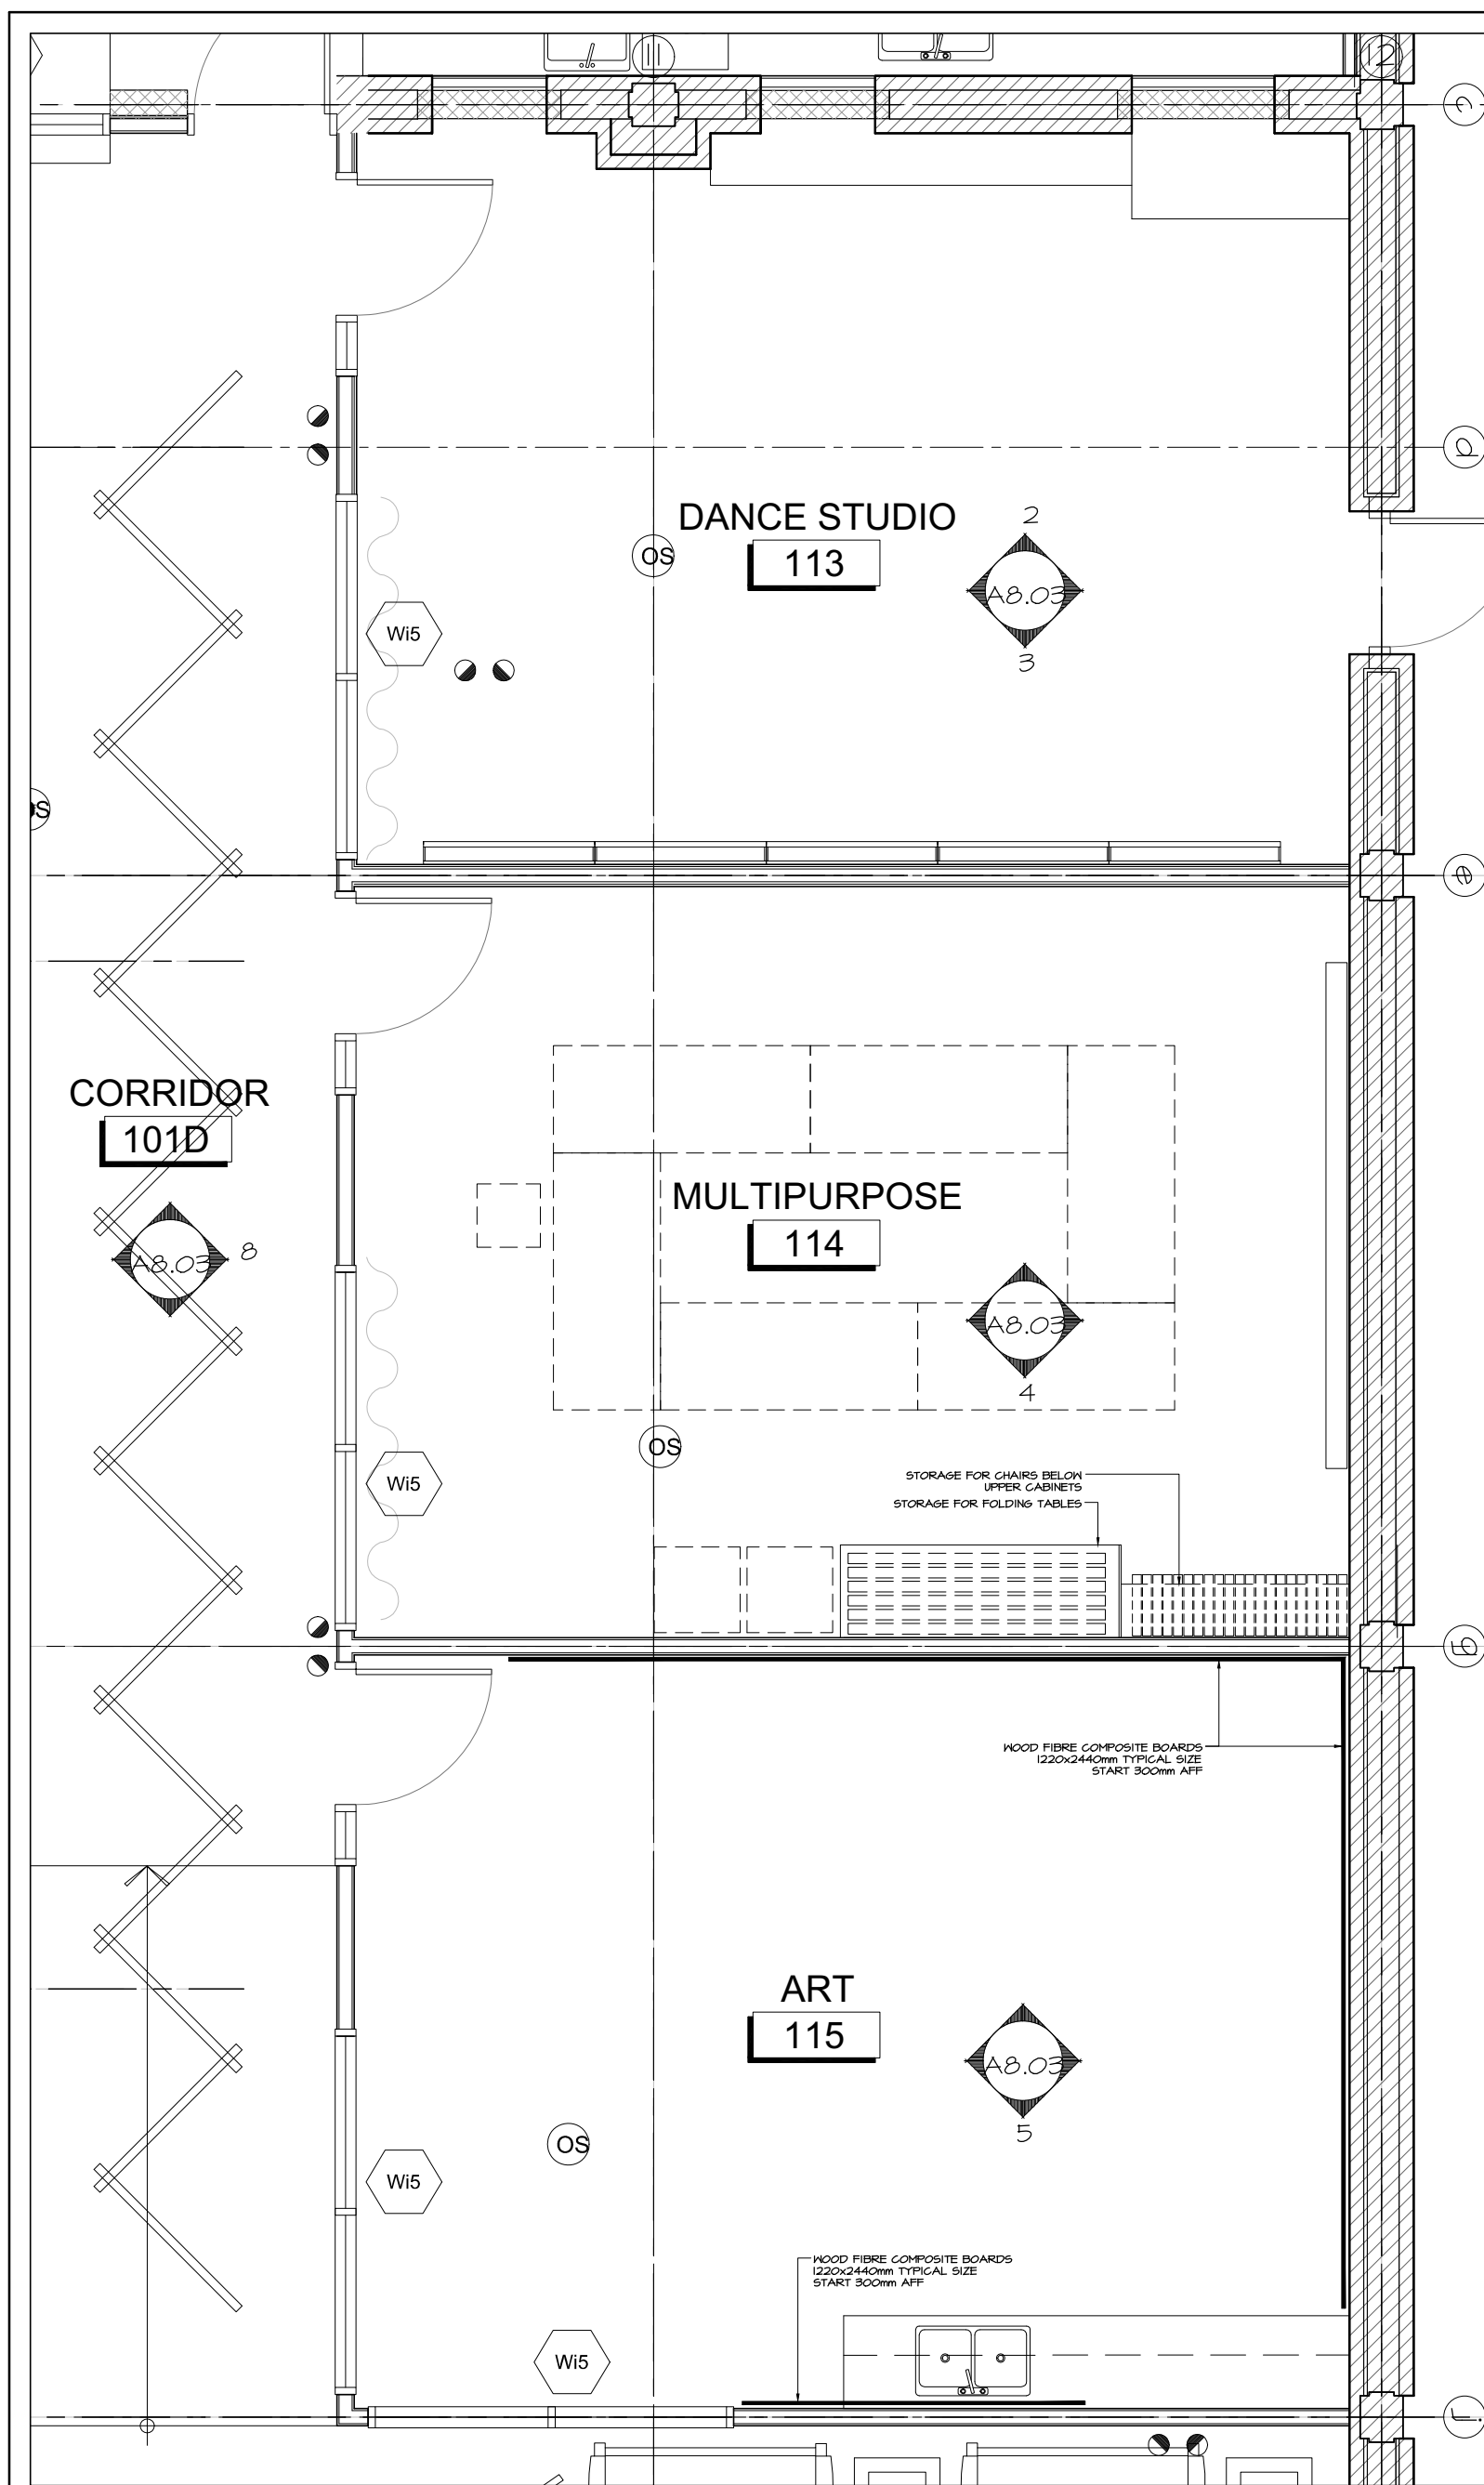 11
12
c
d
DANCE STUDIO
113
OS
2
A8.03
3
Wi5
OS
e
CORRIDOR
101D
MULTIPURPOSE
114
A8.03
8
A8.03
4
OS
Wi5
STORAGE FOR CHAIRS BELOW
UPPER CABINETS
STORAGE FOR FOLDING TABLES
g
WOOD FIBRE COMPOSITE BOARDS
1220x2440mm TYPICAL SIZE
START 300mm AFF
ART
115
A8.03
5
OS
Wi5
WOOD FIBRE COMPOSITE BOARDS
1220x2440mm TYPICAL SIZE
START 300mm AFF
Wi5
j